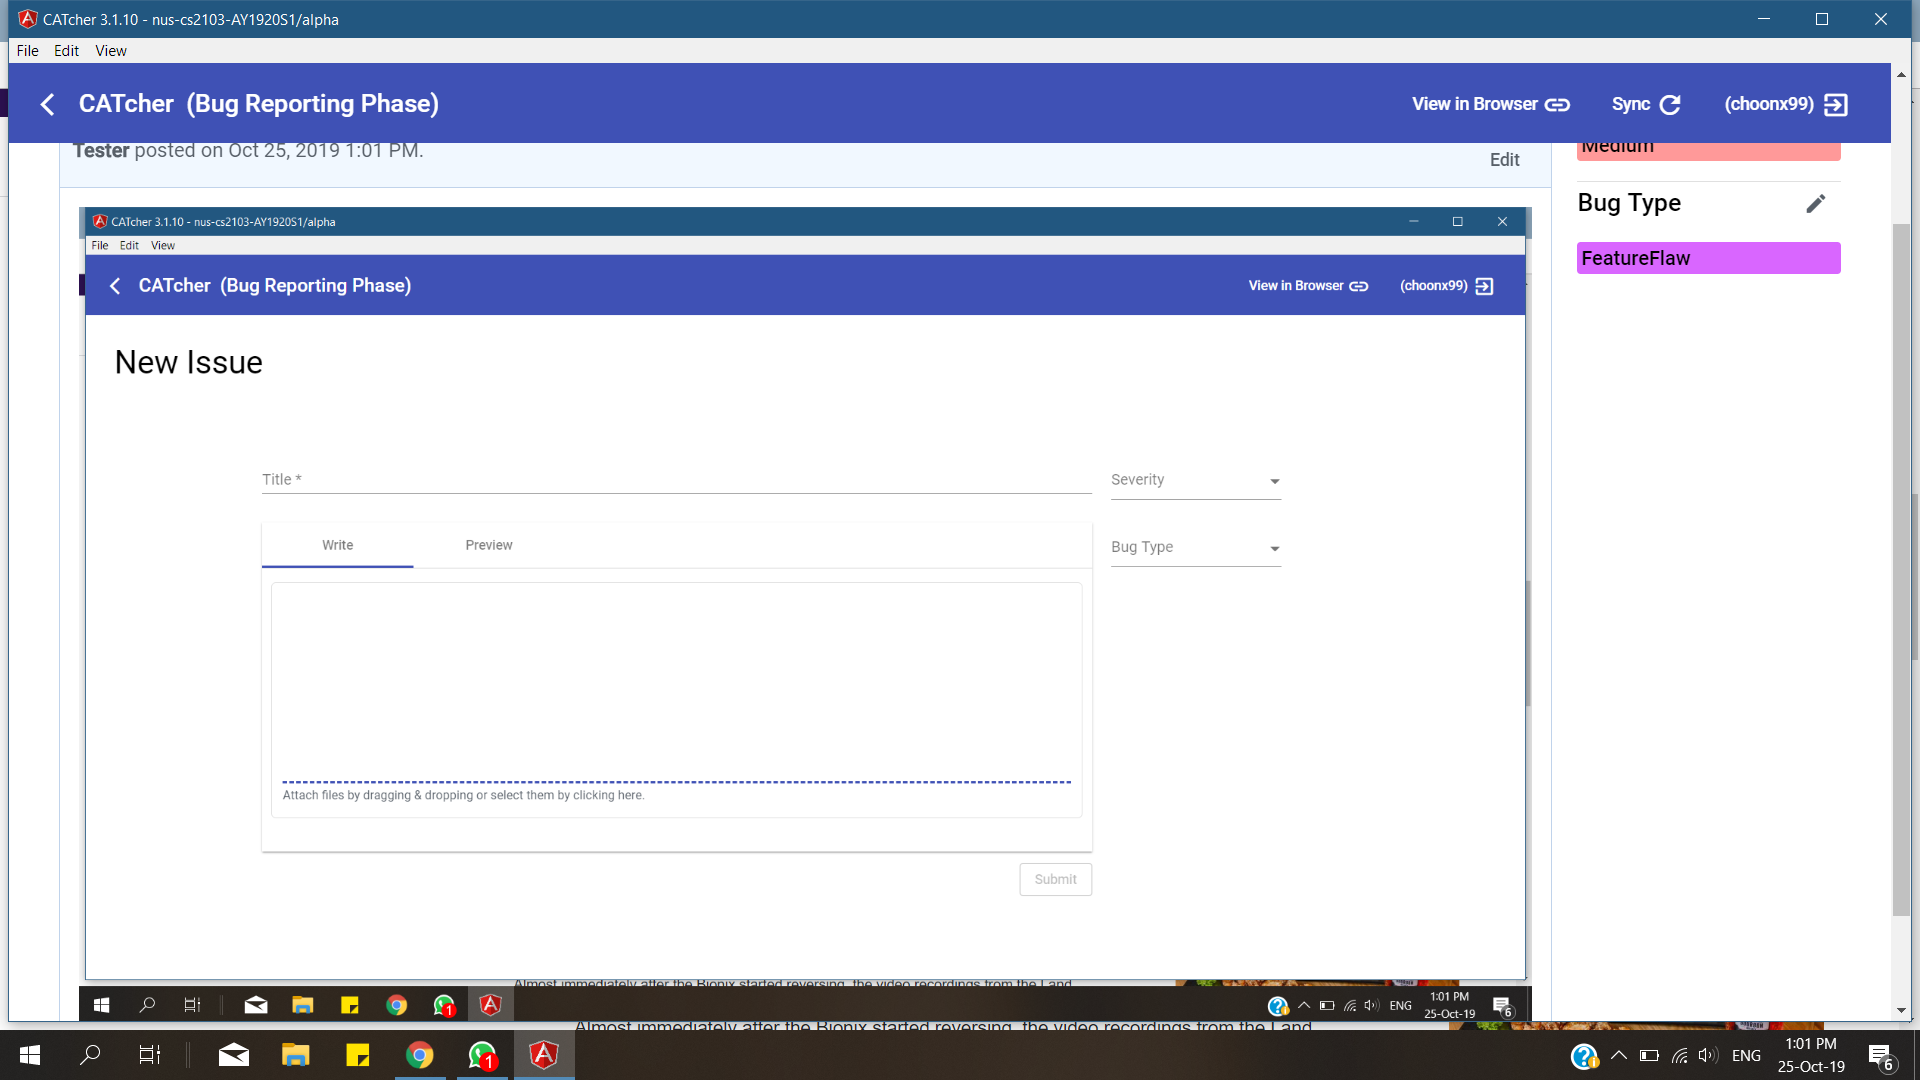 CATcher 3.1.10 - nus-cs2103-AY1920S1/alpha
File Edit View
CATcher (Bug Reporting Phase)
View in Browser
Sync
(choonx99)
Tester posted on Oct 25, 2019 1:01 PM.
Edit
Medium
Bug Type
FeatureFlaw
CATcher 3.1.10 - nus-cs2103-AY1920S1/alpha
File Edit View
CATcher (Bug Reporting Phase)
View in Browser
(choonx99)
New Issue
Title *
Severity
Write
Preview
Bug Type
Attach files by dragging & dropping or select them by clicking here.
Submit
Almost immediately after the Bionix started reversing, the video recordings from the Land
1
ENG
1:01 PM
25-Oct-19
6
Almost immediately after the Bionix started reversing, the video recordings from the Land
1
ENG
1:01 PM
25-Oct-19
6